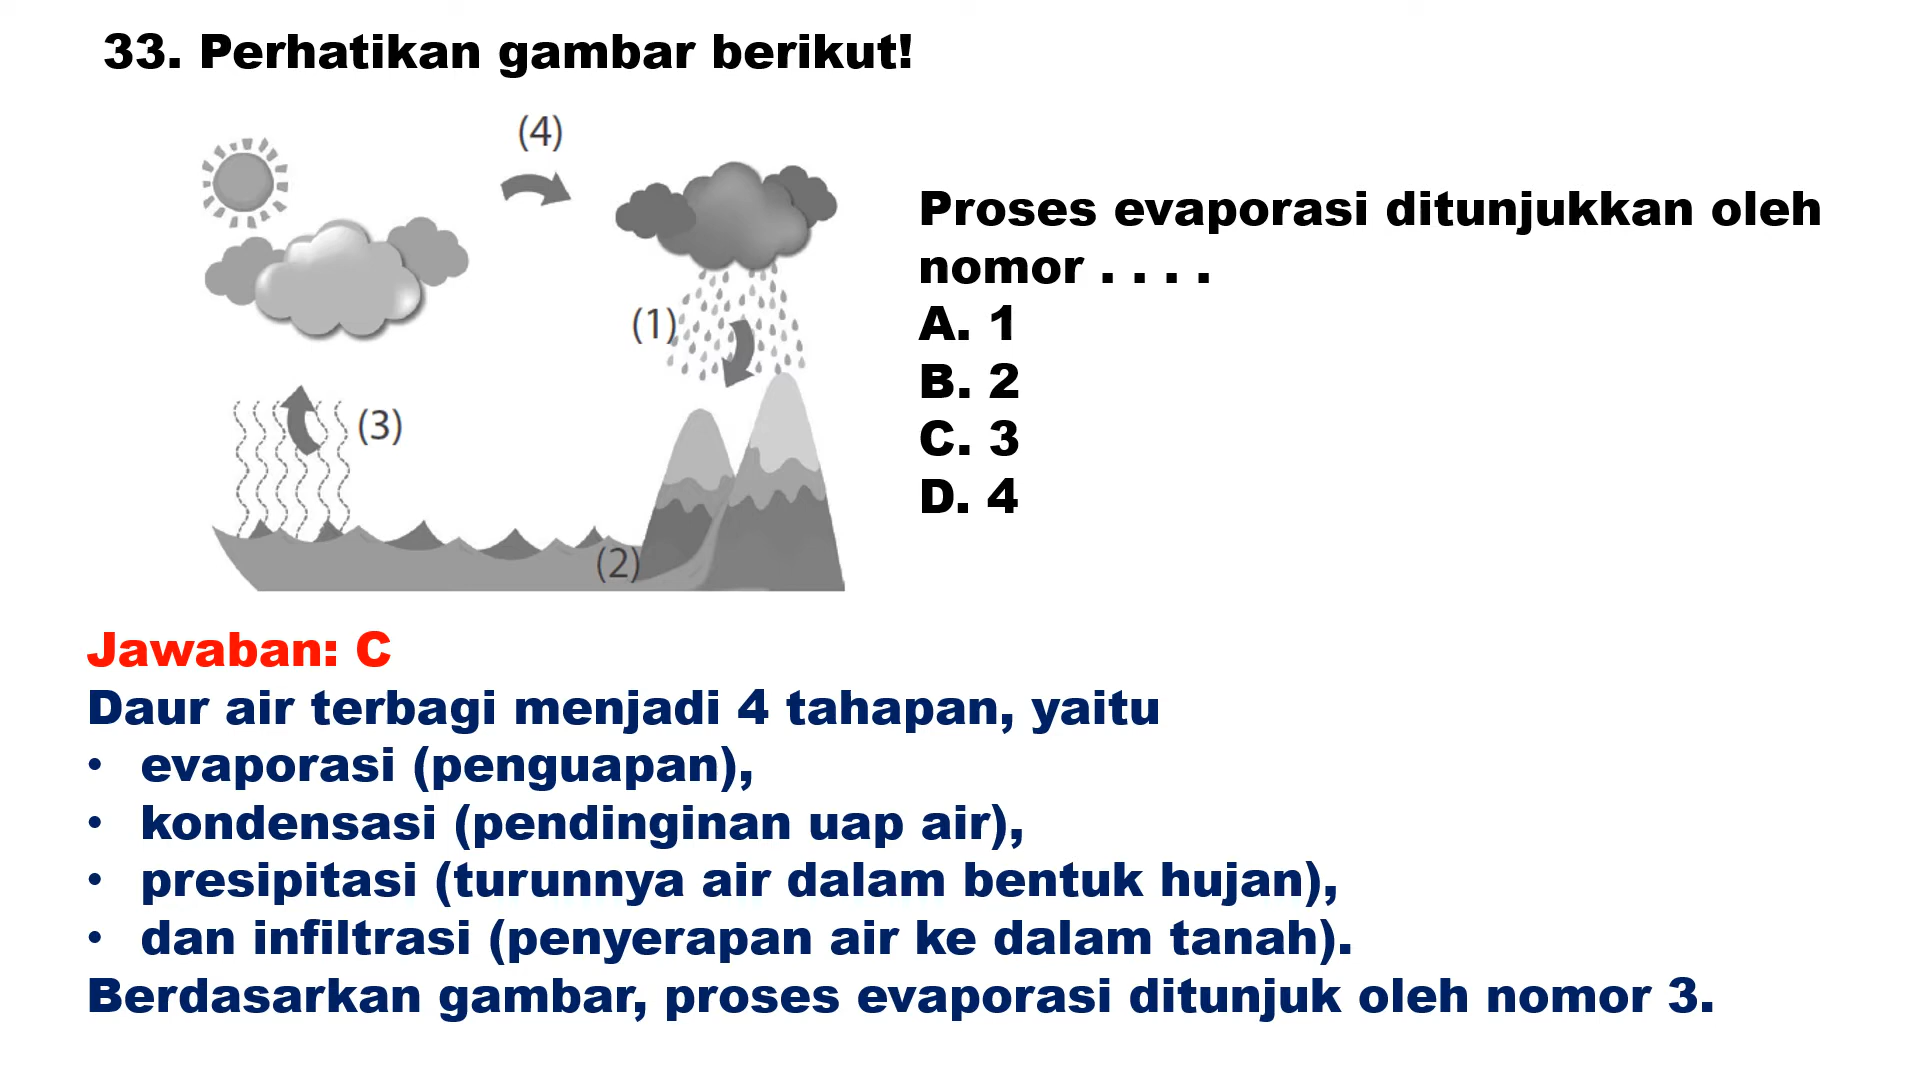 33. Perhatikan gambar berikut!
(4)
(1)
(3)
(2)
Proses evaporasi ditunjukkan oleh
nomor . . . .
A. 1
B. 2
C. 3
D. 4
Jawaban: C
Daur air terbagi menjadi 4 tahapan, yaitu
• evaporasi (penguapan),
• kondensasi (pendinginan uap air),
• presipitasi (turunnya air dalam bentuk hujan),
• dan infiltrasi (penyerapan air ke dalam tanah).
Berdasarkan gambar, proses evaporasi ditunjuk oleh nomor 3.